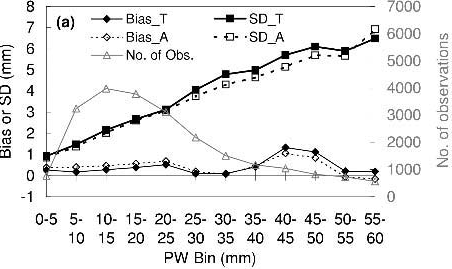 (a)
Bias_T
SD_T
Bias_A
SD_A
No. of Obs.
8
7
6
5
4
3
2
1
0
-1
Bias or SD (mm)
7000
6000
5000
4000
3000
2000
1000
0
No. of observations
0-5 5- 10- 15- 20- 25- 30- 35- 40- 45- 50- 55-
10 15 20 25 30 35 40 45 50 55 60
PW Bin (mm)